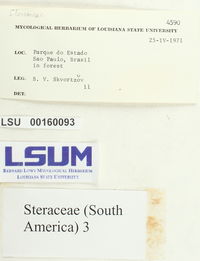 4590
MYCOLOGICAL HERBARIUM OF LOUISIANA STATE UNIVERSITY
25-IV-1971
LOC. Parque do Estado
Sao Paulo, Brazil
in forest
LEG. B. V. Skvortzov
11
DET.
LSU 00160093
LSUM
BERNARD LOWY MYCOLOGICAL HERBARIUM
LOUISIANA STATE UNIVERSITY
Steraceae (South
America) 3